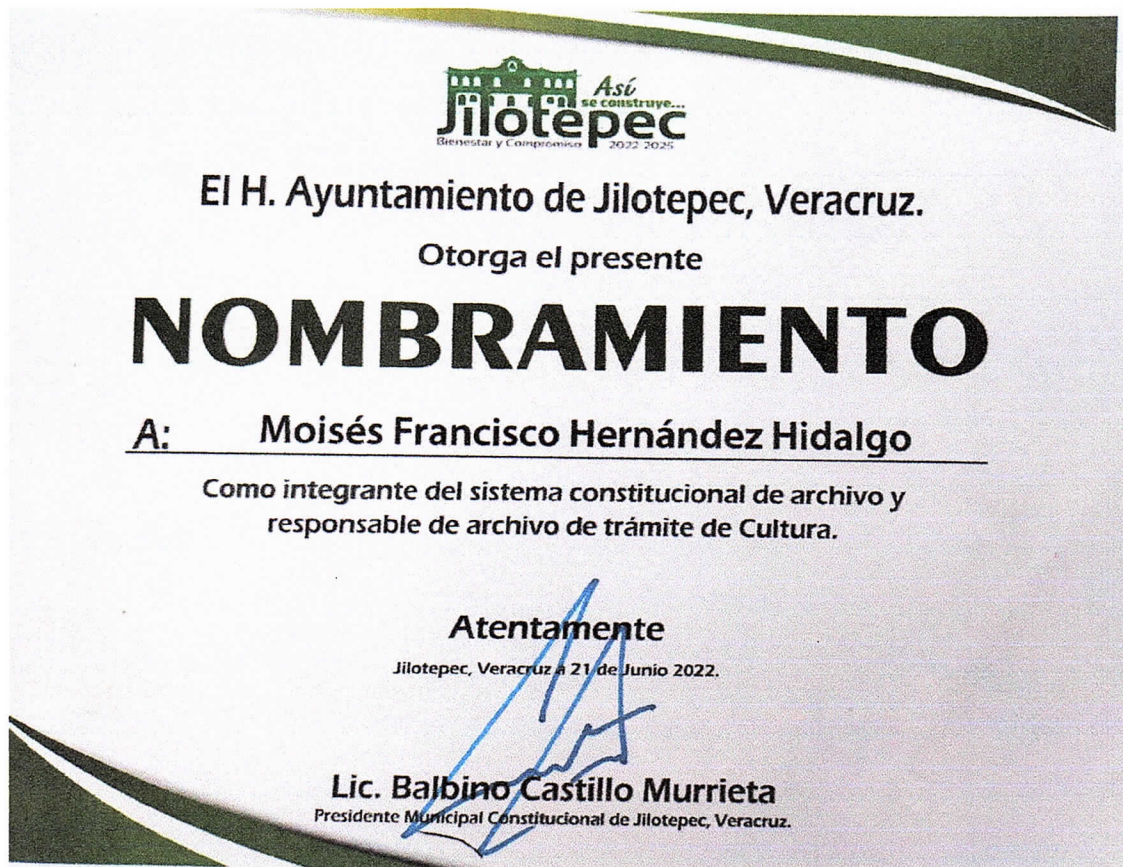 Así
se construye...
Jilotepec
Bienestar y Compromiso 2022-2025
El H. Ayuntamiento de Jilotepec, Veracruz.
Otorga el presente
NOMBRAMIENTO
A: Moisés Francisco Hernández Hidalgo
Como integrante del sistema constitucional de archivo y
responsable de archivo de trámite de Cultura.
Atentamente
Jilotepec, Veracruz a 21 de Junio 2022.
Lic. Balbino Castillo Murrieta
Presidente Municipal Constitucional de Jilotepec, Veracruz.